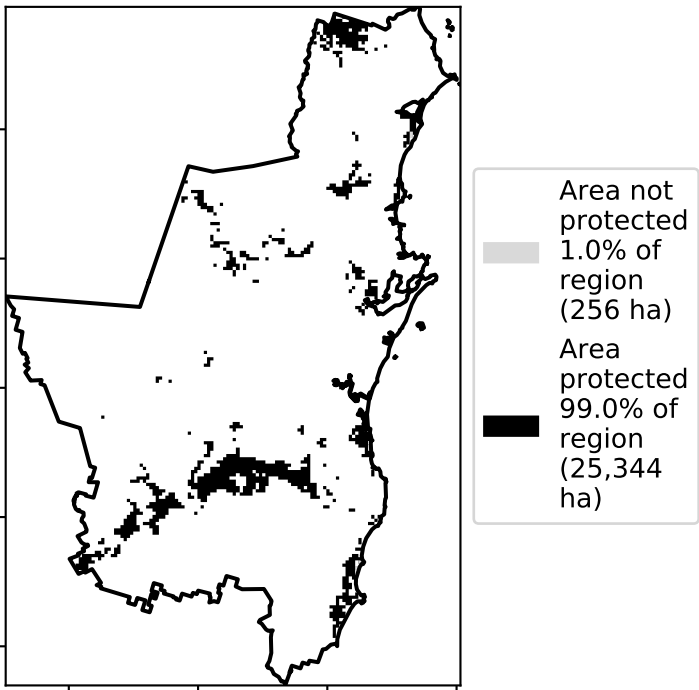 Area not
protected
1.0% of
region
(256 ha)
Area
protected
99.0% of
region
(25,344
ha)